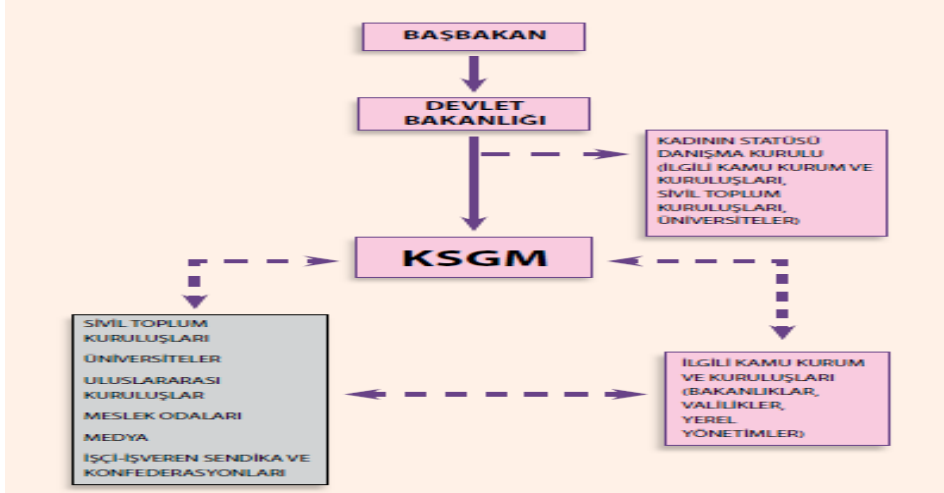 BAŞBAKAN
DEVLET
BAKANLIĞI
KADININ STATÜSÜ
DANIŞMA KURULU
(İLGİLİ KAMU KURUM VE
KURULUŞLARI,
SİVİL TOPLUM
KURULUŞLARI,
ÜNİVERSİTELER)
KSGM
SİVİL TOPLUM
KURULUŞLARI
ÜNİVERSİTELER
ULUSLARARASI
KURULUŞLAR
MESLEK ODALARI
MEDYA
İŞÇİ-İŞVEREN SENDİKA VE
KONFEDERASYONLARI
İLGİLİ KAMU KURUM
VE KURULUŞLARI
(BAKANLIKLAR,
VALİLİKLER,
YEREL
YÖNETİMLER)